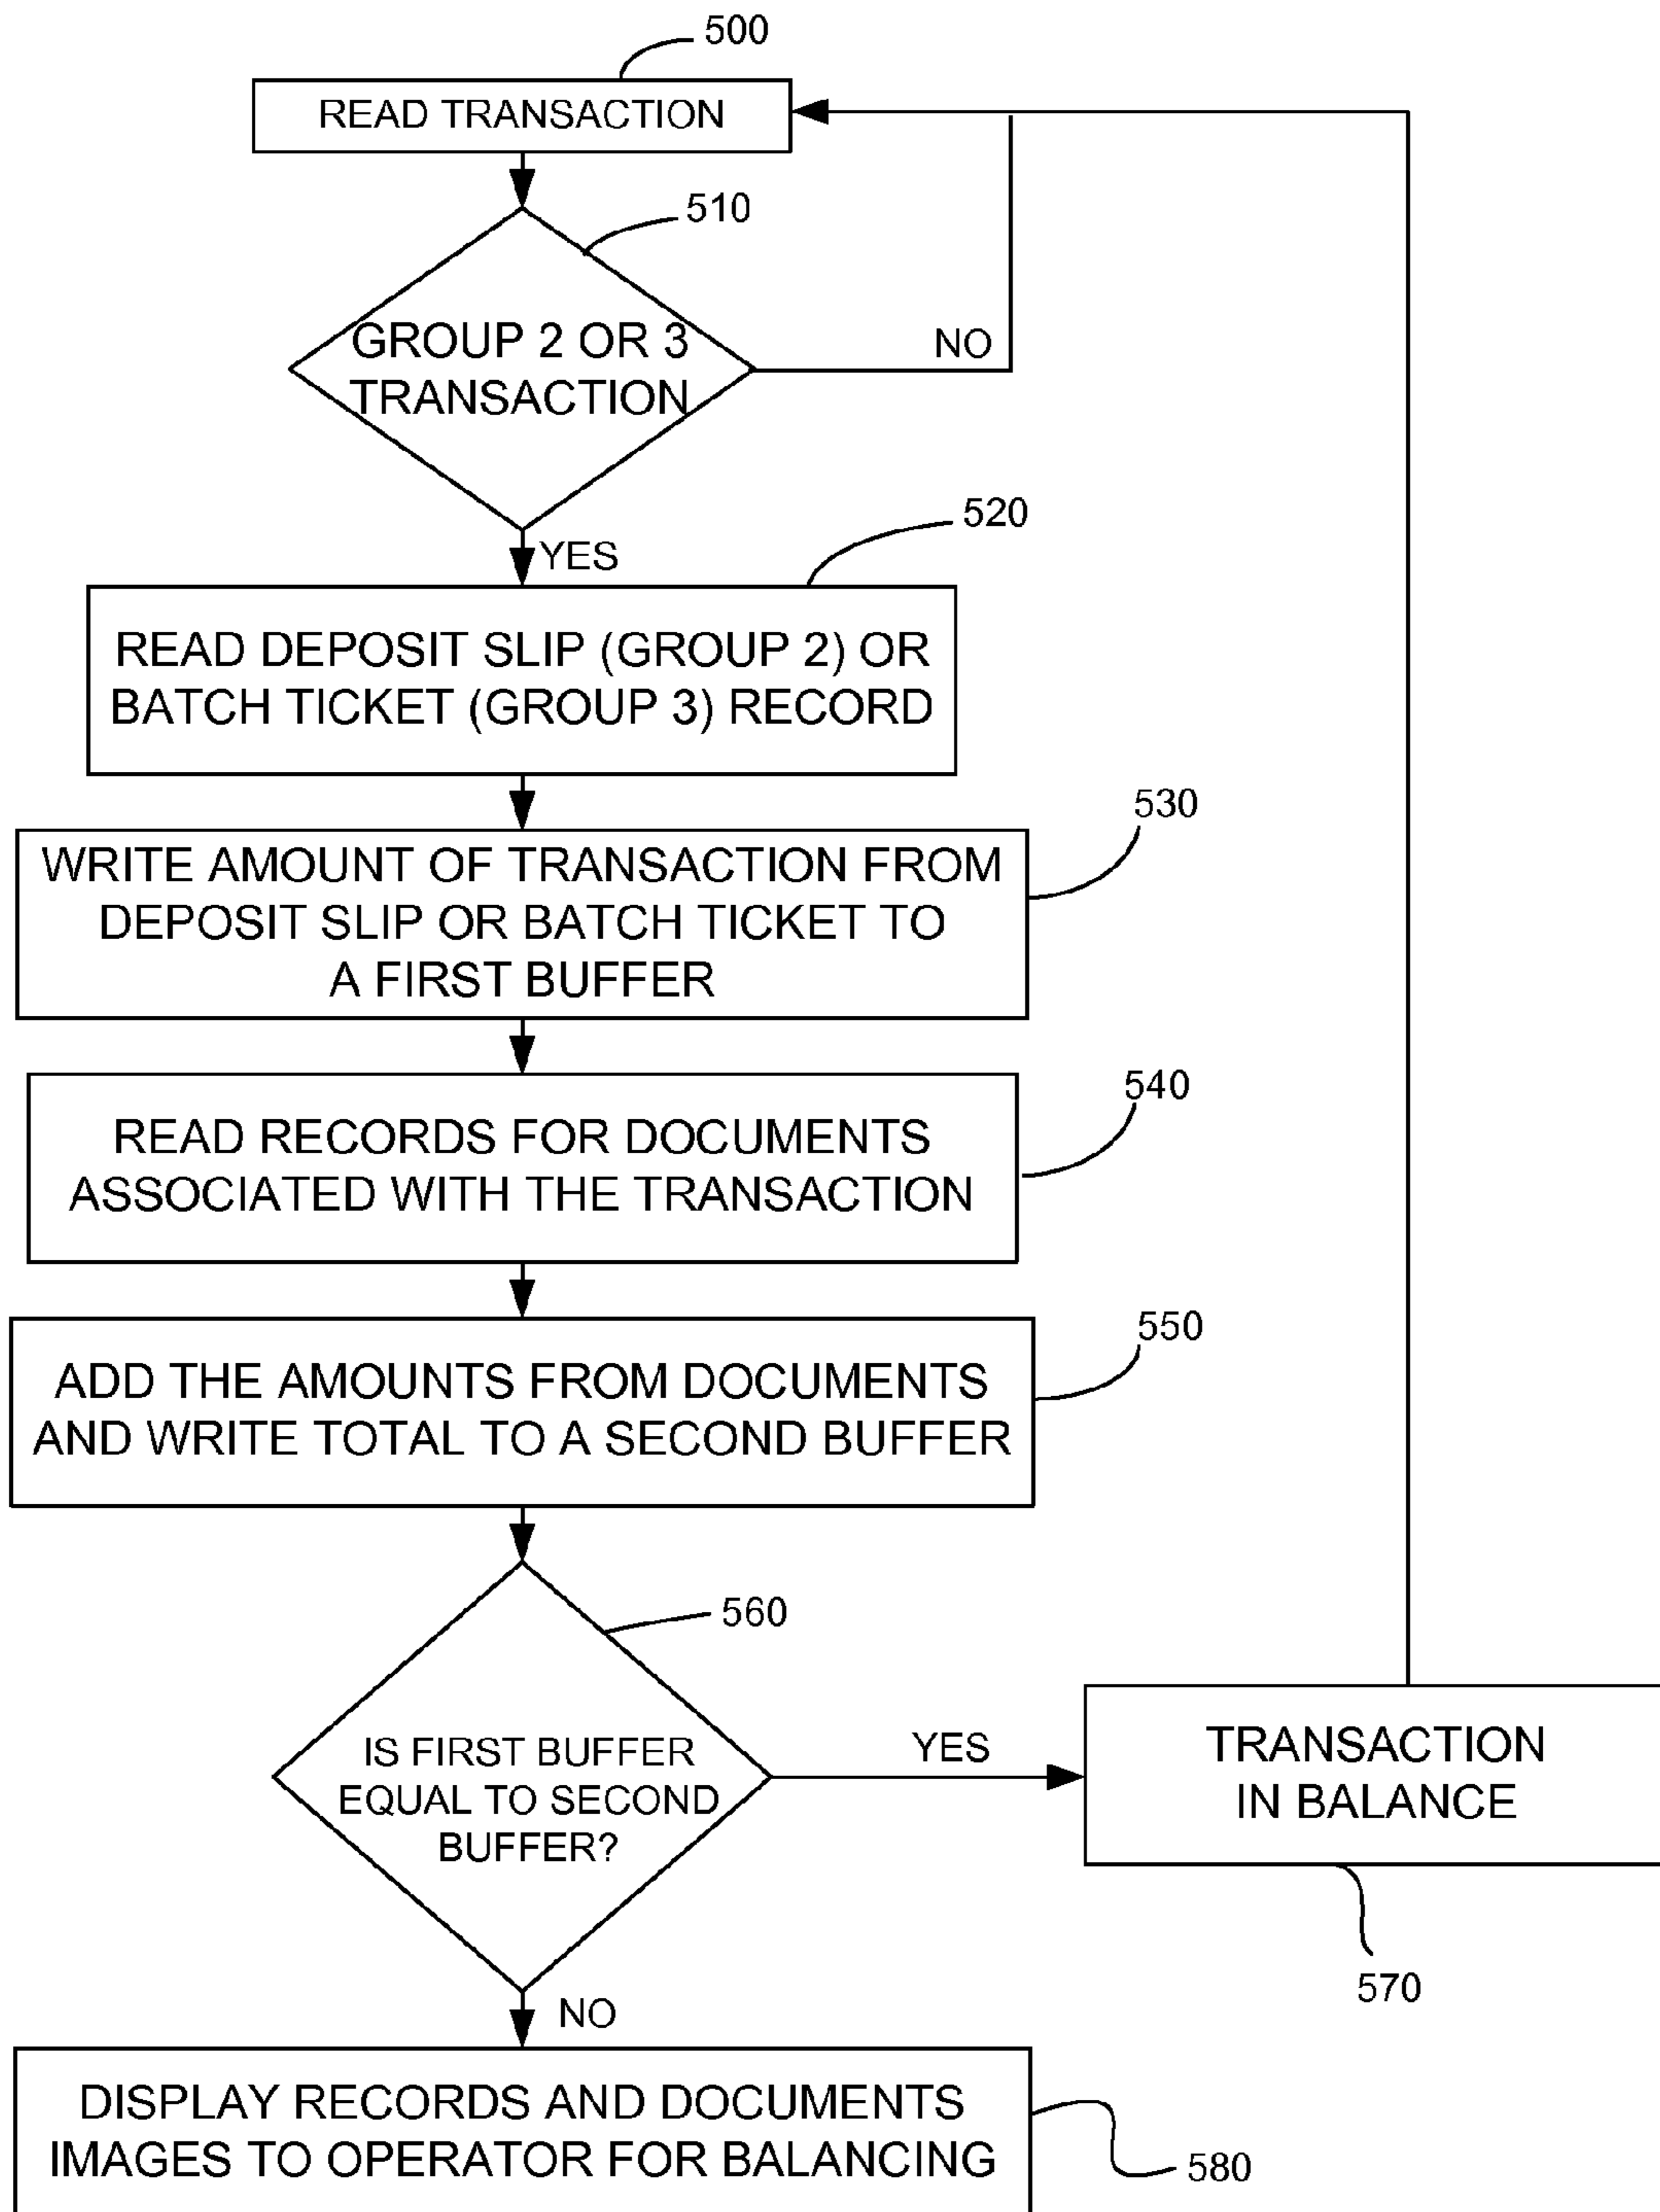 500
READ TRANSACTION
510
GROUP 2 OR 3
TRANSACTION
NO
520
YES
READ DEPOSIT SLIP (GROUP 2) OR
BATCH TICKET (GROUP 3) RECORD
530
WRITE AMOUNT OF TRANSACTION FROM
DEPOSIT SLIP OR BATCH TICKET TO
A FIRST BUFFER
540
READ RECORDS FOR DOCUMENTS
ASSOCIATED WITH THE TRANSACTION
550
ADD THE AMOUNTS FROM DOCUMENTS
AND WRITE TOTAL TO A SECOND BUFFER
560
IS FIRST BUFFER
EQUAL TO SECOND
BUFFER?
YES
TRANSACTION
IN BALANCE
570
NO
DISPLAY RECORDS AND DOCUMENTS
IMAGES TO OPERATOR FOR BALANCING
580